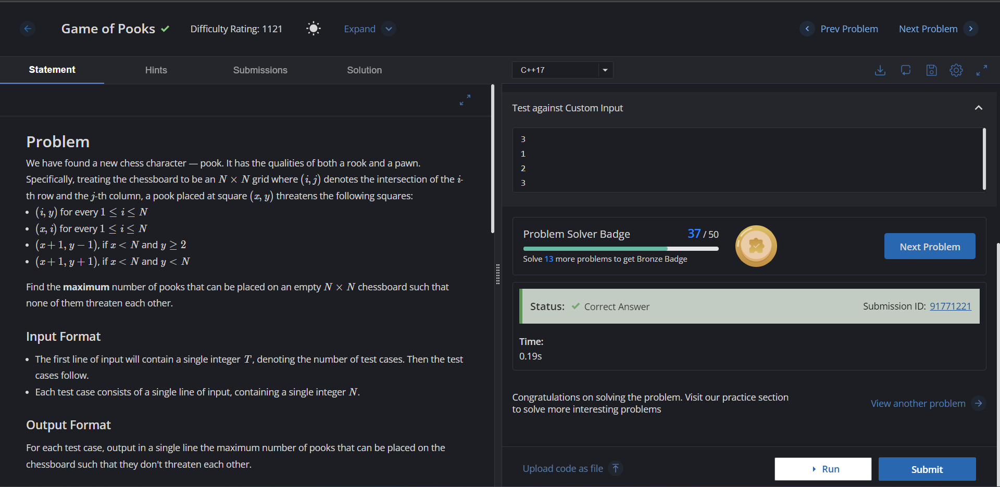 Game of Pooks
Difficulty Rating: 1121
Expand
Prev Problem
Next Problem
Statement
Hints
Submissions
Solution
C++17
Problem
We have found a new chess character — pook. It has the qualities of both a rook and a pawn.
Specifically, treating the chessboard to be an N × N grid where (i, j) denotes the intersection of the i-
th row and the j-th column, a pook placed at square (x, y) threatens the following squares:
• (i, y) for every 1 ≤ i ≤ N
• (x, i) for every 1 ≤ i ≤ N
• (x + 1, y − 1), if x < N and y ≥ 2
• (x + 1, y + 1), if x < N and y < N
Find the maximum number of pooks that can be placed on an empty N × N chessboard such that
none of them threaten each other.
Input Format
• The first line of input will contain a single integer T, denoting the number of test cases. Then the test
cases follow.
• Each test case consists of a single line of input, containing a single integer N.
Output Format
For each test case, output in a single line the maximum number of pooks that can be placed on the
chessboard such that they don't threaten each other.
Test against Custom Input
3
1
2
3
Problem Solver Badge
37 / 50
Solve 13 more problems to get Bronze Badge
Next Problem
Status: Correct Answer
Submission ID: 91771221
Time:
0.19s
Congratulations on solving the problem. Visit our practice section
to solve more interesting problems
View another problem
Upload code as file
Run
Submit